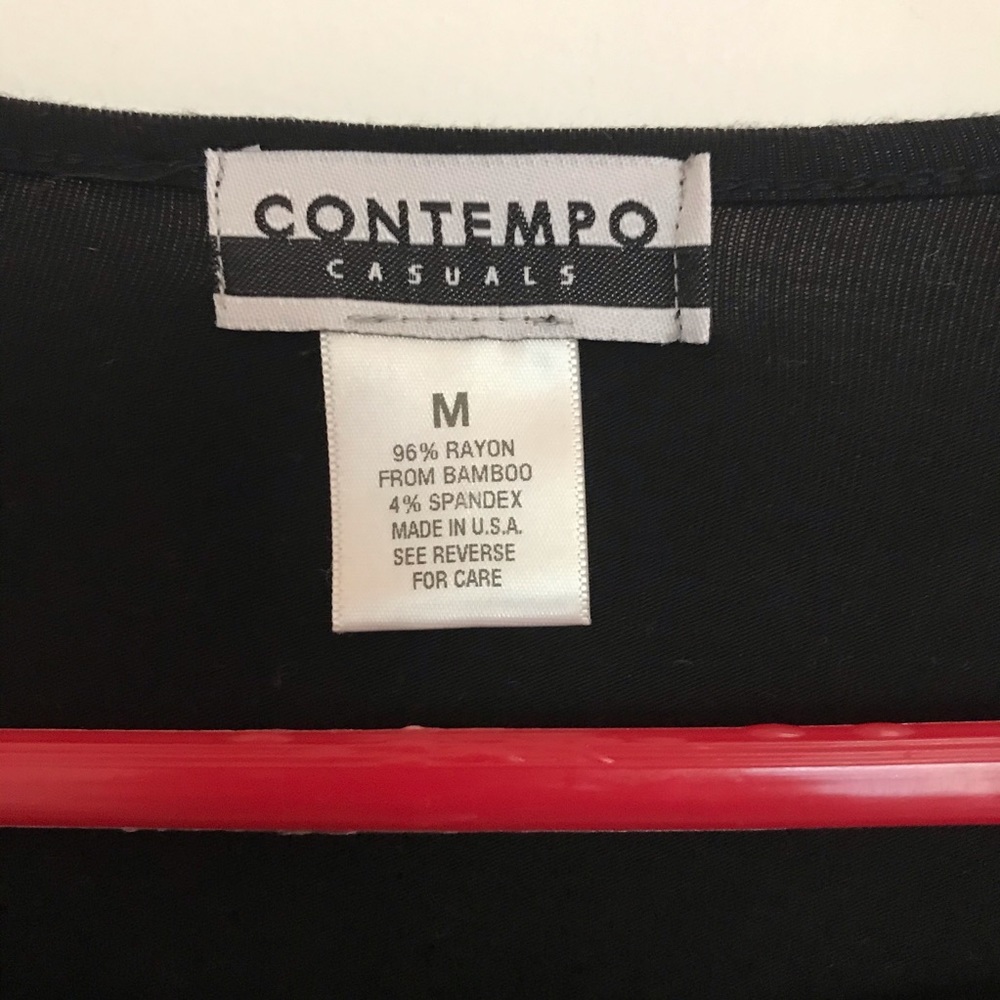 CONTEMPO
CASUALS
M
96% RAYON
FROM BAMBOO
4% SPANDEX
MADE IN U.S.A.
SEE REVERSE
FOR CARE